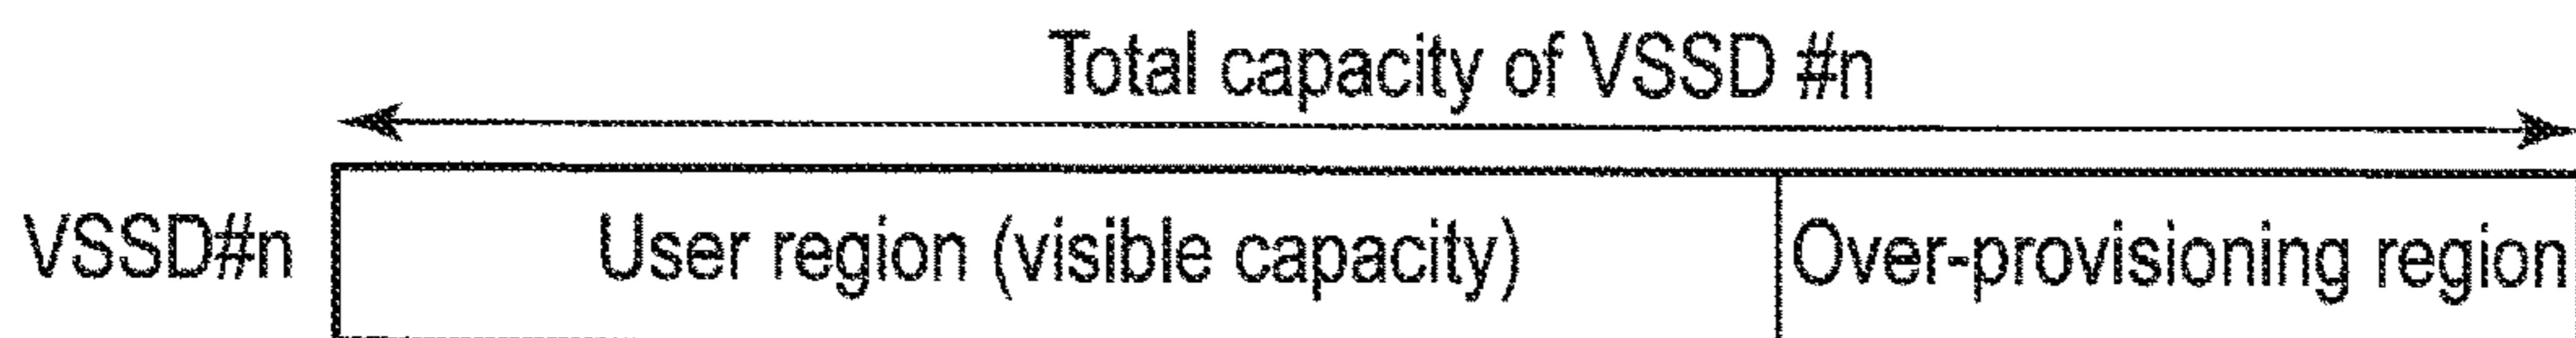 Total capacity of VSSD #n
VSSD#n User region (visible capacity) Over-provisioning region